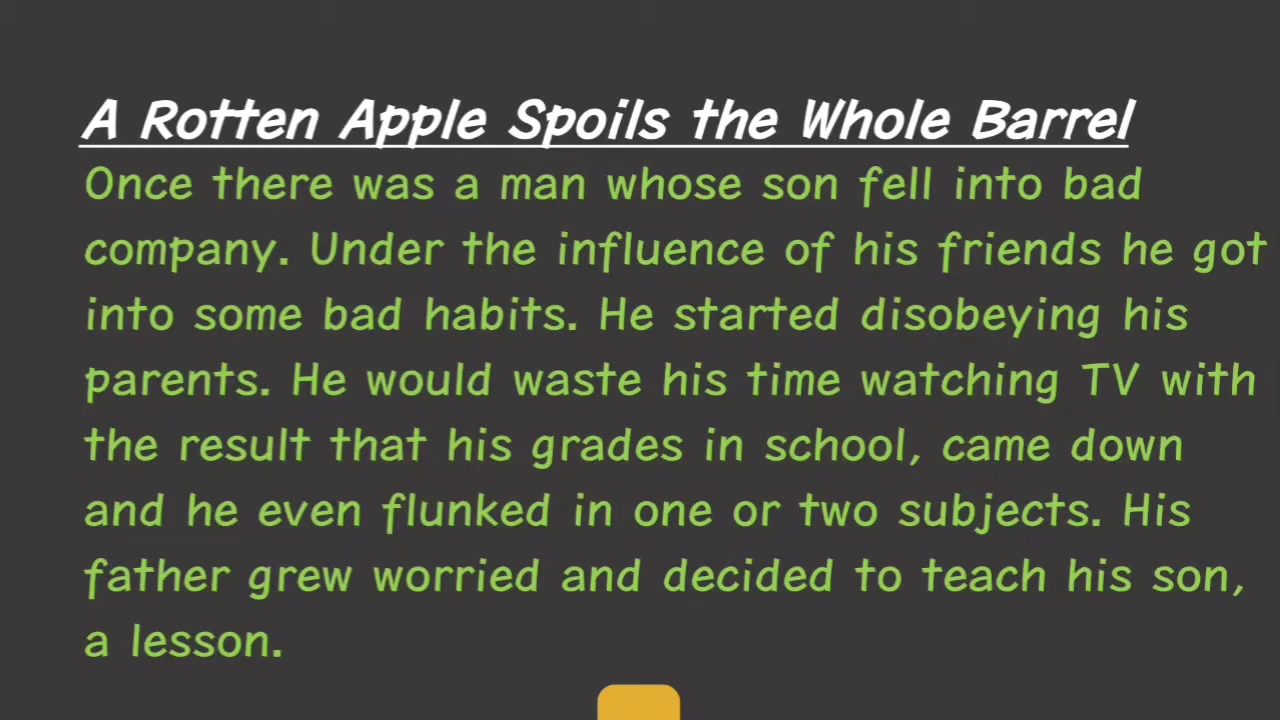 A Rotten Apple Spoils the Whole Barrel
Once there was a man whose son fell into bad
company. Under the influence of his friends he got
into some bad habits. He started disobeying his
parents. He would waste his time watching TV with
the result that his grades in school, came down
and he even flunked in one or two subjects. His
father grew worried and decided to teach his son,
a lesson.